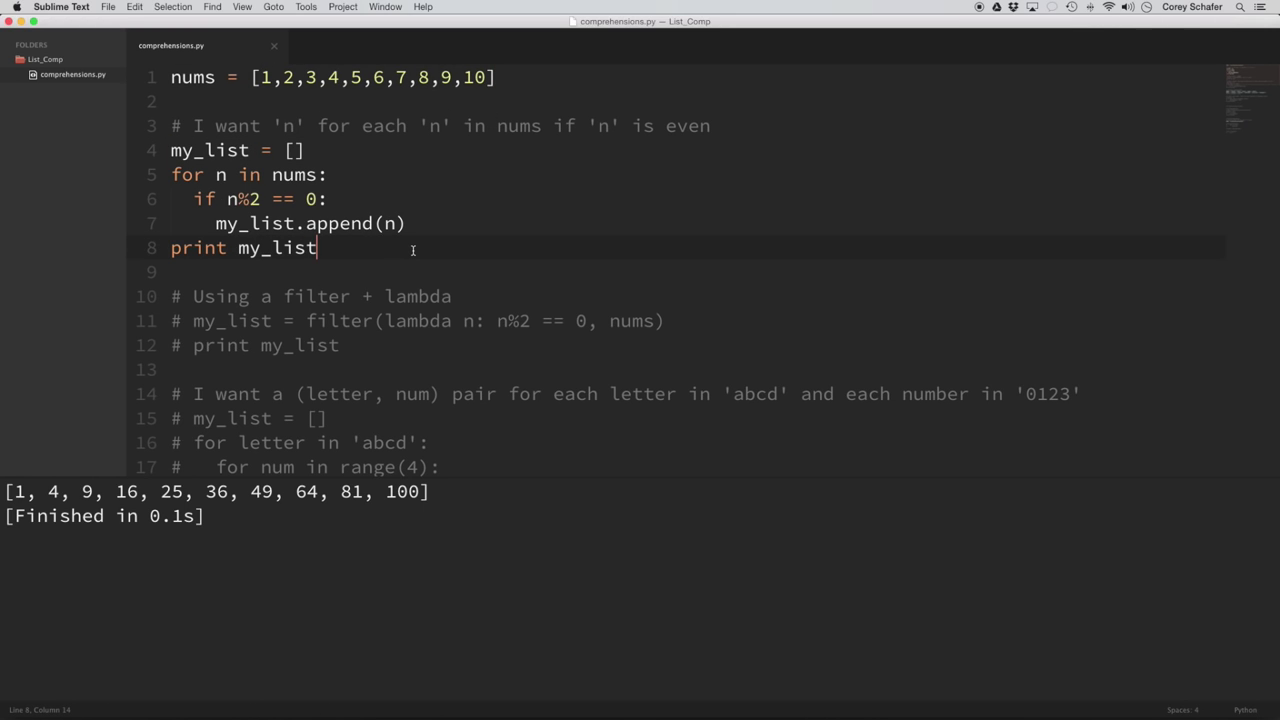 Sublime Text File Edit Selection Find View Goto Tools Project Window Help Corey Schafer
comprehensions.py — List_Comp
FOLDERS
List_Comp
comprehensions.py
comprehensions.py
1 nums = [1,2,3,4,5,6,7,8,9,10]
2
3 # I want 'n' for each 'n' in nums if 'n' is even
4 my_list = []
5 for n in nums:
6 if n%2 == 0:
7 my_list.append(n)
8 print my_list
9
10 # Using a filter + lambda
11 # my_list = filter(lambda n: n%2 == 0, nums)
12 # print my_list
13
14 # I want a (letter, num) pair for each letter in 'abcd' and each number in '0123'
15 # my_list = []
16 # for letter in 'abcd':
17 # for num in range(4):
[1, 4, 9, 16, 25, 36, 49, 64, 81, 100]
[Finished in 0.1s]
Line 8, Column 14 Spaces: 4 Python